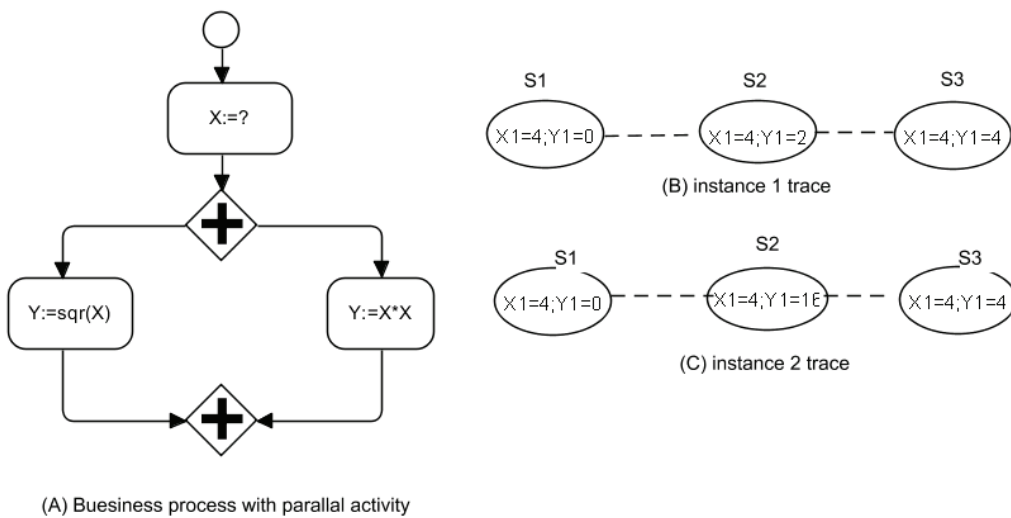 X:=?
Y:=sqr(X)
Y:=X*X
(A) Buesiness process with parallal activity
S1
S2
S3
X1=4;Y1=0
X1=4;Y1=2
X1=4;Y1=4
(B) instance 1 trace
S1
S2
S3
X1=4;Y1=0
X1=4;Y1=16
X1=4;Y1=4
(C) instance 2 trace